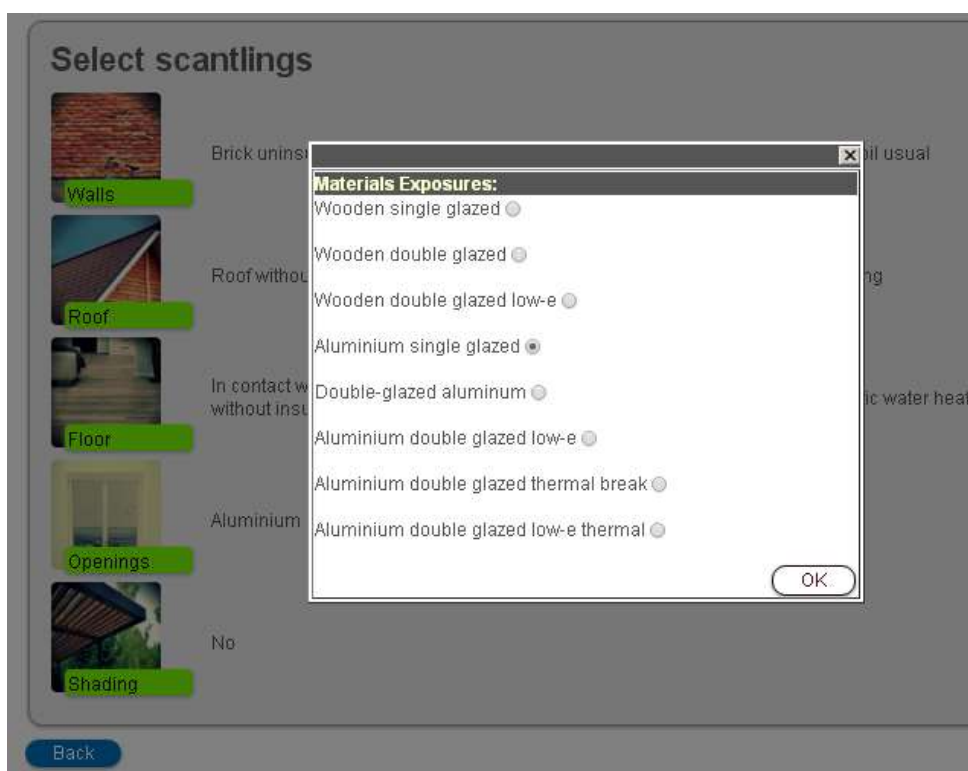 Select scantlings
Walls
Brick unins
oil usual
Roof
Roof withou
ng
Floor
In contact w
without insu
ic water heat
Openings
Aluminium
Shading
No
Back
Materials Exposures:
Wooden single glazed
Wooden double glazed
Wooden double glazed low-e
Aluminium single glazed
Double-glazed aluminum
Aluminium double glazed low-e
Aluminium double glazed thermal break
Aluminium double glazed low-e thermal
OK